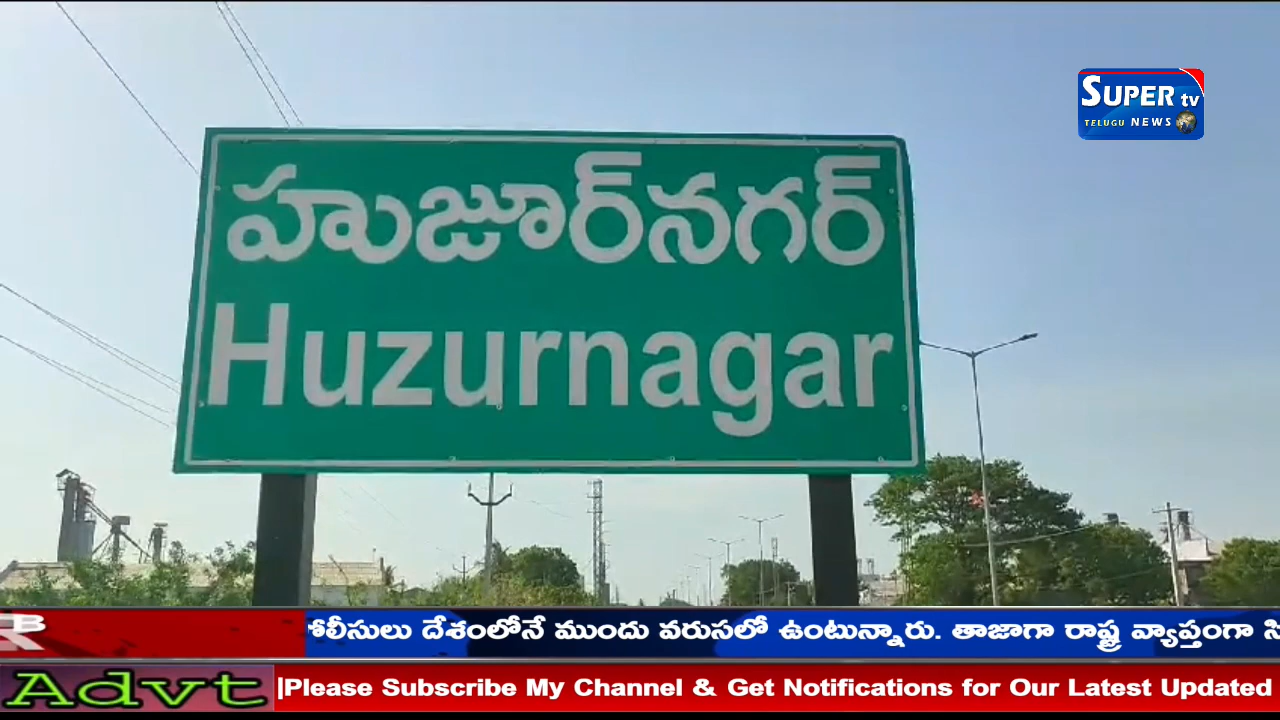 SUPER tv
TELUGU NEWS
హుజూర్‌నగర్
Huzurnagar
పోలీసులు దేశంలోనే ముందు వరుసలో ఉంటున్నారు. తాజాగా రాష్ట్ర వ్యాప్తంగా
Advt
|Please Subscribe My Channel & Get Notifications for Our Latest Updated